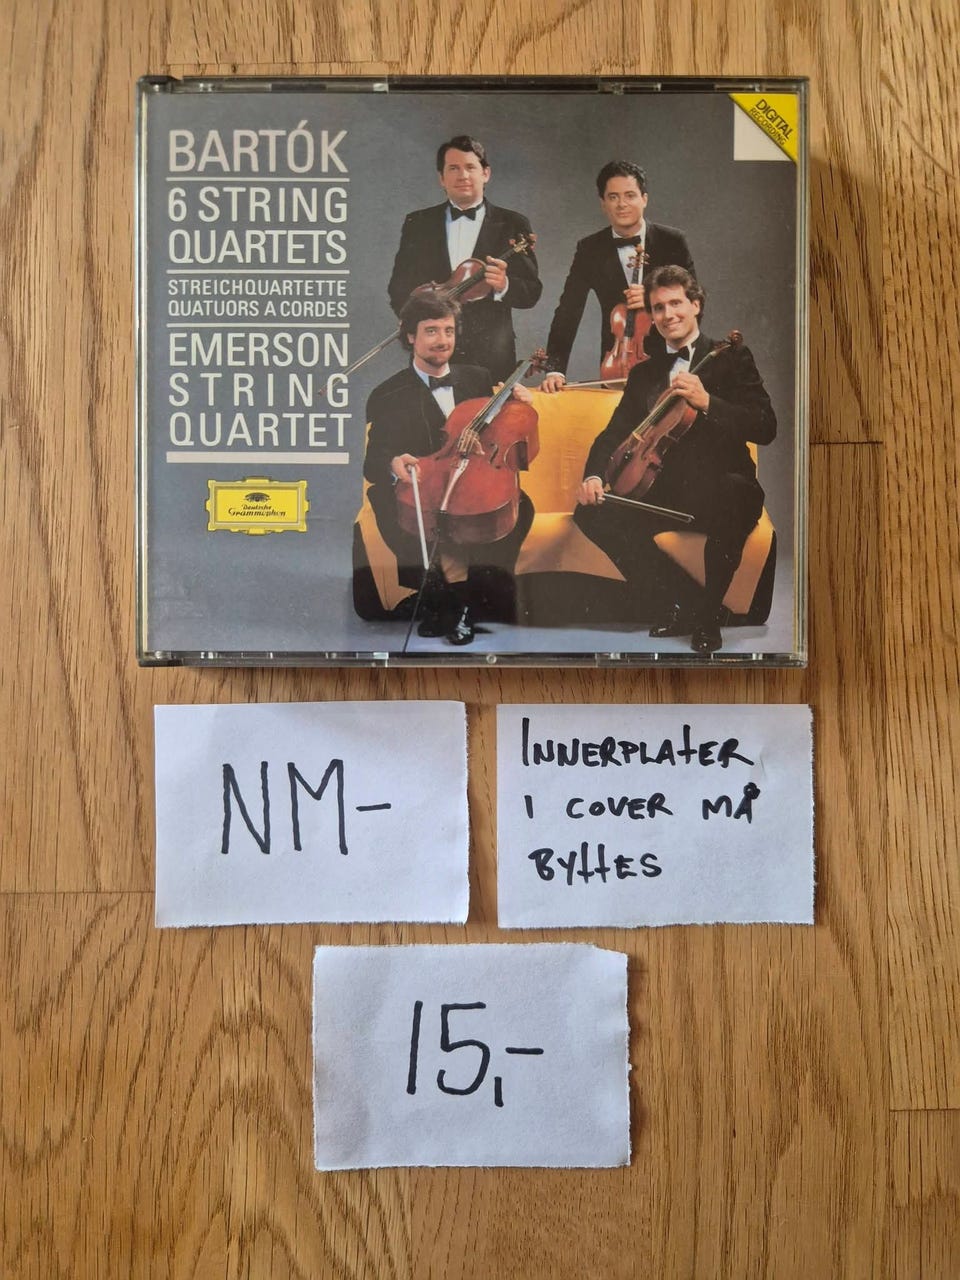 BARTÓK
6 STRING
QUARTETS
STREICHQUARTETTE
QUATUORS A CORDES
EMERSON
STRING
QUARTET
Deutsche
Grammophon
DIGITAL
RECORDING
NM-
INNERPLATER
I COVER MÅ
BYTTES
15,-